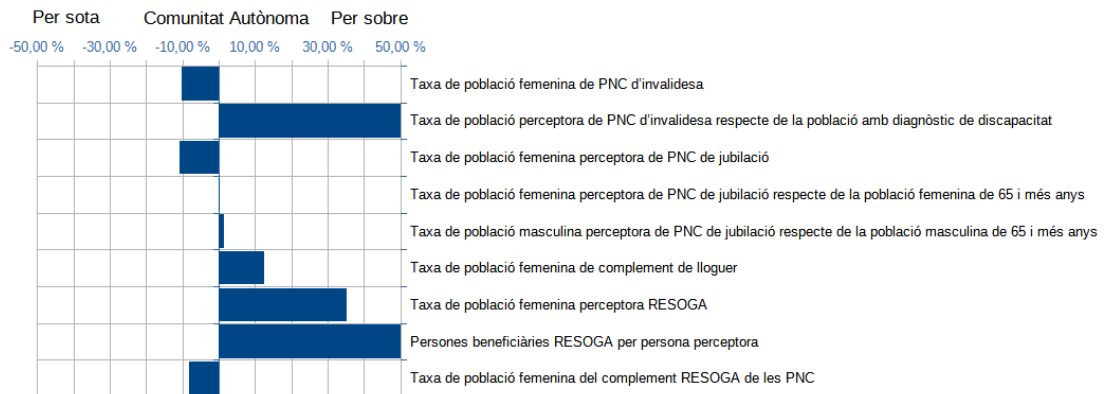 Per sota Comunitat Autònoma Per sobre
-50,00 % -30,00 % -10,00 % 10,00 % 30,00 % 50,00 %
Taxa de població femenina de PNC d'invalidesa
Taxa de població perceptora de PNC d'invalidesa respecte de la població amb diagnòstic de discapacitat
Taxa de població femenina perceptora de PNC de jubilació
Taxa de població femenina perceptora de PNC de jubilació respecte de la població femenina de 65 i més anys
Taxa de població masculina perceptora de PNC de jubilació respecte de la població masculina de 65 i més anys
Taxa de població femenina de complement de lloguer
Taxa de població femenina perceptora RESOGA
Persones beneficiàries RESOGA per persona perceptora
Taxa de població femenina del complement RESOGA de les PNC